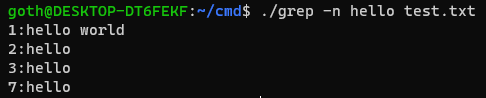 goth@DESKTOP-DT6FEKF:~/cmd$ ./grep -n hello test.txt
1:hello world
2:hello
3:hello
7:hello